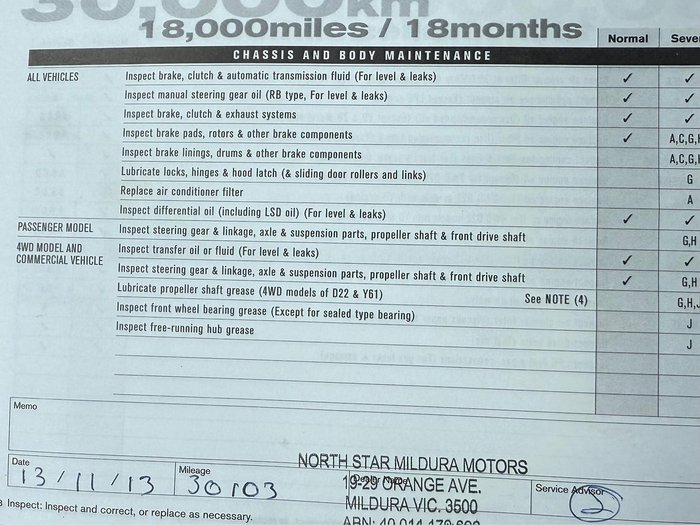 30,000km
18,000miles / 18months
Normal
CHASSIS AND BODY MAINTENANCE
ALL VEHICLES
Inspect brake, clutch & automatic transmission fluid (For level & leaks) ✓ ✓
Inspect manual steering gear oil (RB type, For level & leaks) ✓ ✓
Inspect brake, clutch & exhaust systems ✓ ✓
Inspect brake pads, rotors & other brake components ✓ A,C,G,
Inspect brake linings, drums & other brake components A,C,G,
Lubricate locks, hinges & hood latch (& sliding door rollers and links) G
Replace air conditioner filter A
Inspect differential oil (including LSD oil) (For level & leaks) ✓ ✓
PASSENGER MODEL Inspect steering gear & linkage, axle & suspension parts, propeller shaft & front drive shaft G,H
4WD MODEL AND
COMMERCIAL VEHICLE
Inspect transfer oil or fluid (For level & leaks) ✓ ✓
Inspect steering gear & linkage, axle & suspension parts, propeller shaft & front drive shaft ✓ G,H
Lubricate propeller shaft grease (4WD models of D22 & Y61) See NOTE (4) G,H,
Inspect front wheel bearing grease (Except for sealed type bearing) J
Inspect free-running hub grease J
Memo
Date 13/11/13
Mileage 30103
NORTH STAR MILDURA MOTORS
19-29 ORANGE AVE.
MILDURA VIC. 3500
Service Advisor
Inspect: Inspect and correct, or replace as necessary.